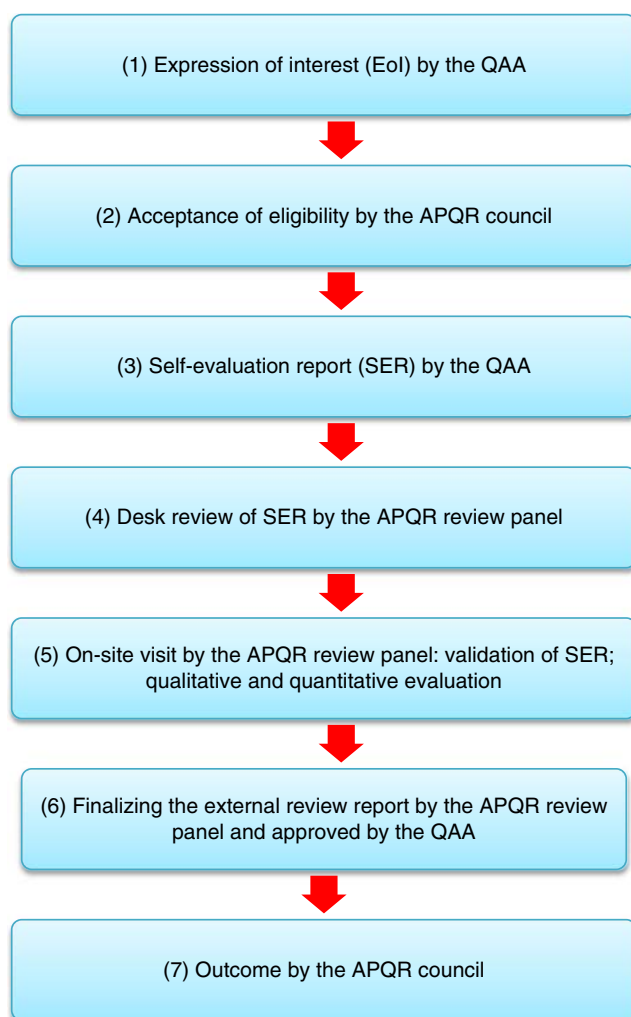 (1) Expression of interest (EoI) by the QAA
(2) Acceptance of eligibility by the APQR council
(3) Self-evaluation report (SER) by the QAA
(4) Desk review of SER by the APQR review panel
(5) On-site visit by the APQR review panel: validation of SER;
qualitative and quantitative evaluation
(6) Finalizing the external review report by the APQR review
panel and approved by the QAA
(7) Outcome by the APQR council